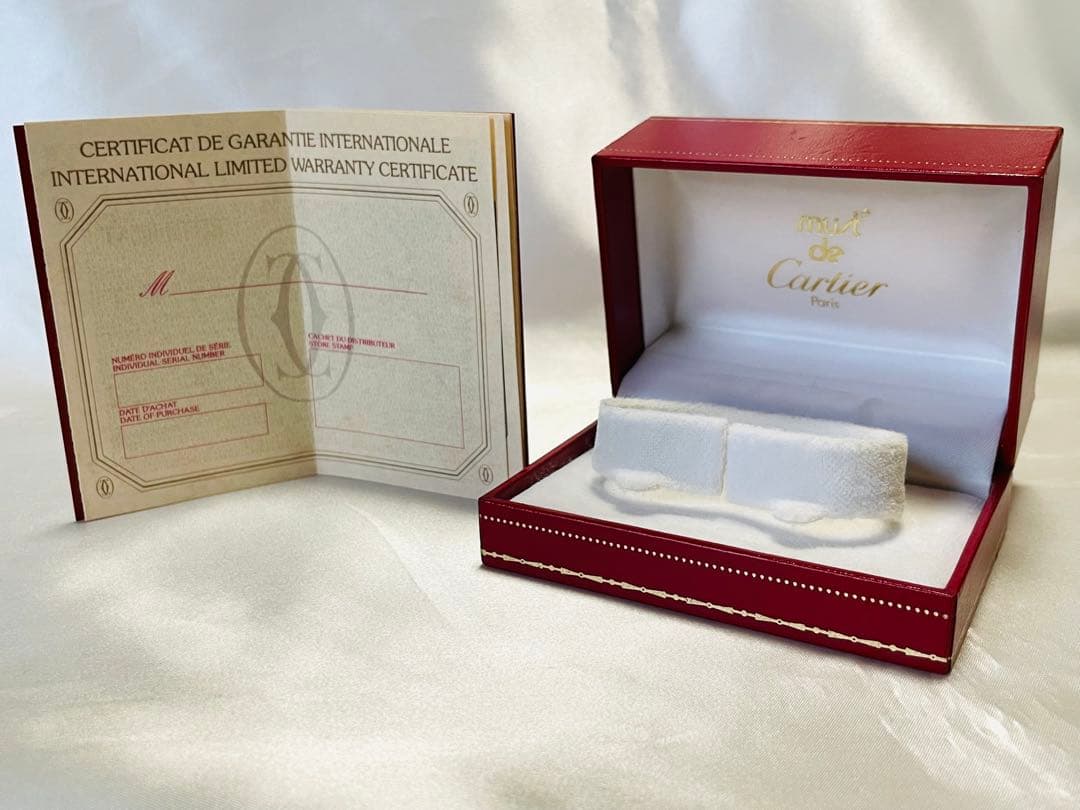 CERTIFICAT DE GARANTIE INTERNATIONALE
INTERNATIONAL LIMITED WARRANTY CERTIFICATE
M
NUMÉRO INDIVIDUEL DE SÉRIE
INDIVIDUAL SERIAL NUMBER
DATE D'ACHAT
DATE OF PURCHASE
CACHET DU DISTRIBUTEUR
STORE STAMP
must
de
Cartier
Paris